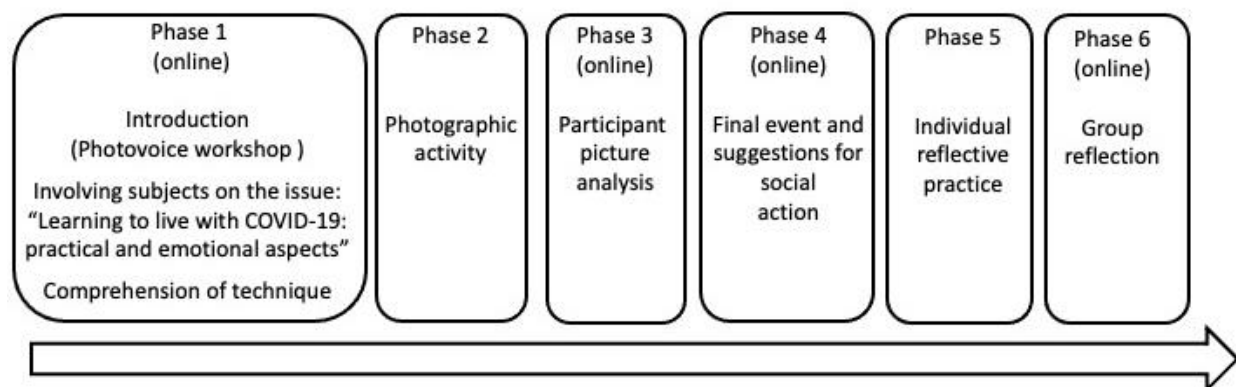 Phase 1
(online)
Introduction
(Photovoice workshop )
Involving subjects on the issue:
“Learning to live with COVID-19:
practical and emotional aspects”
Comprehension of technique
Phase 2
Photographic
activity
Phase 3
(online)
Participant
picture
analysis
Phase 4
(online)
Final event and
suggestions for
social
action
Phase 5
Individual
reflective
practice
Phase 6
(online)
Group
reflection